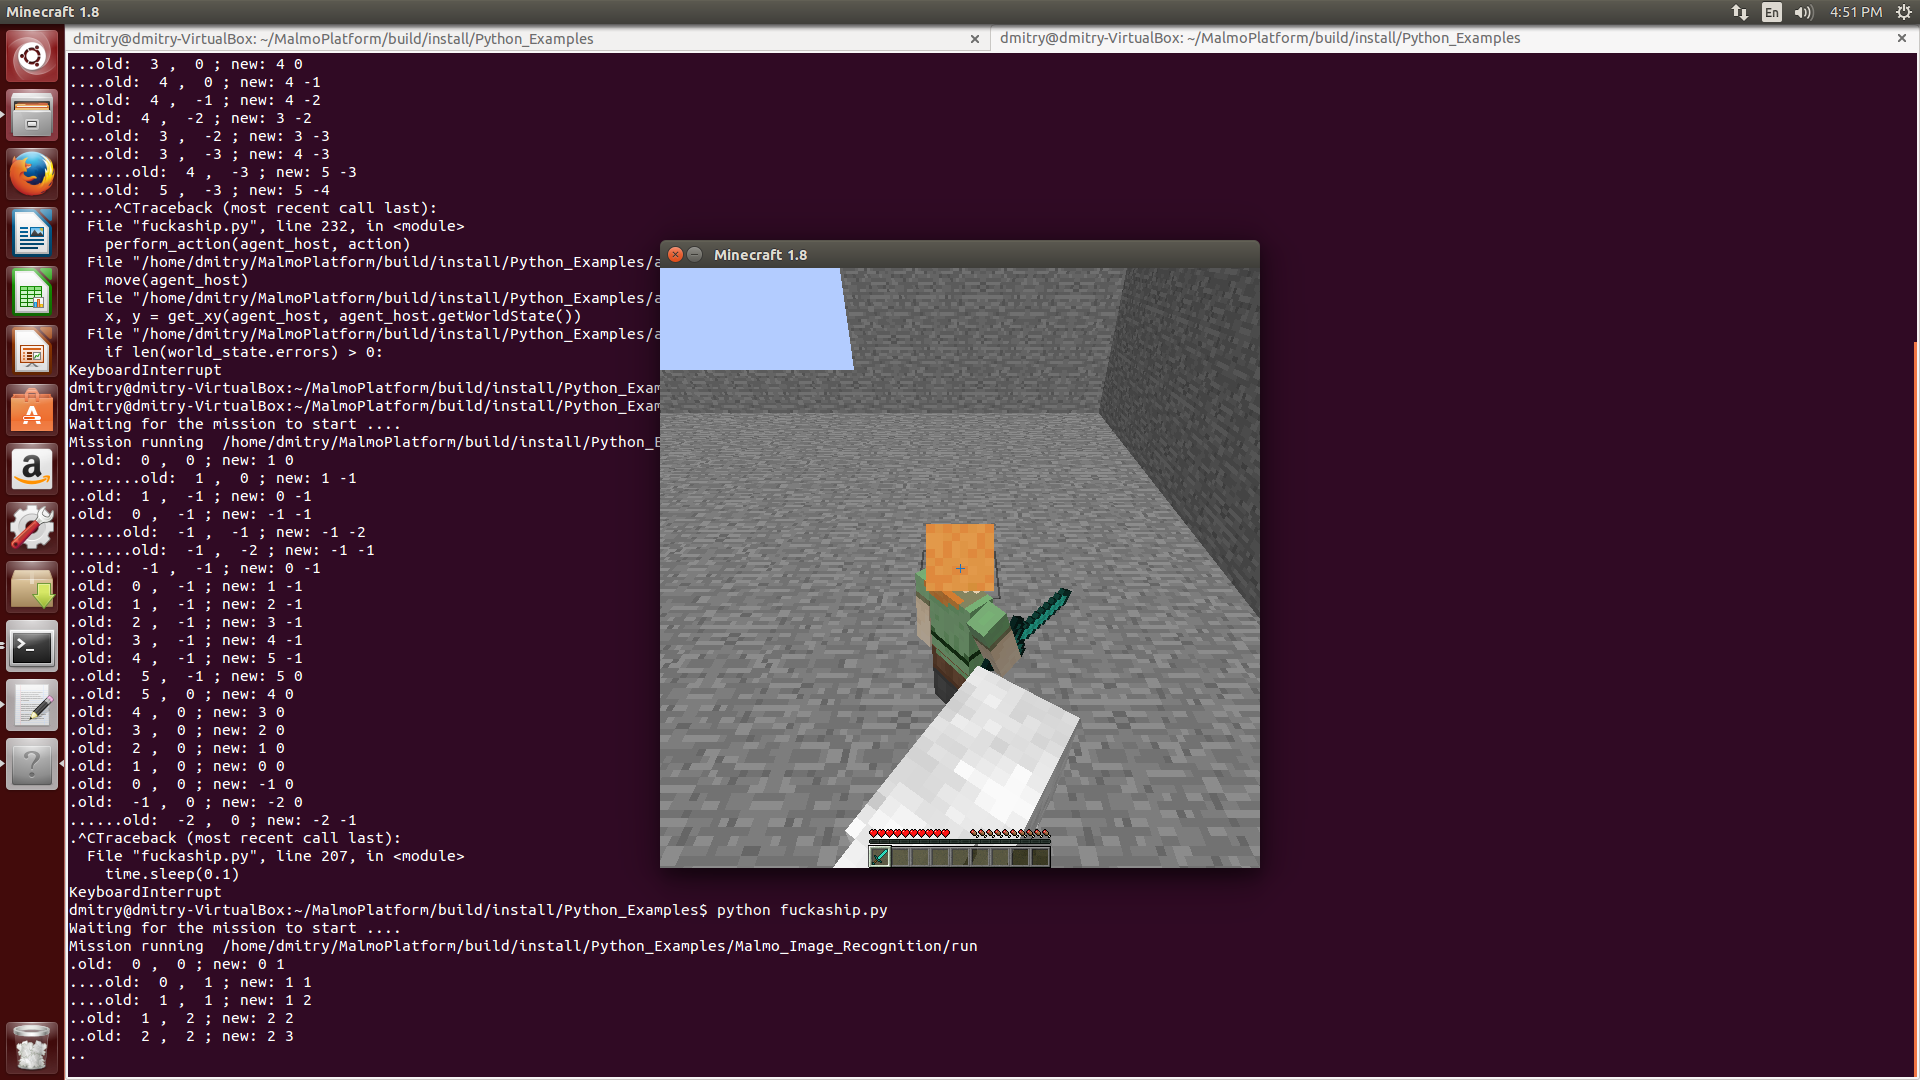 Minecraft 1.8
En
4:51 PM
dmitry@dmitry-VirtualBox: ~/MalmoPlatform/build/install/Python_Examples
dmitry@dmitry-VirtualBox: ~/MalmoPlatform/build/install/Python_Examples
...old:  3 ,  0 ; new: 4 0
....old:  4 ,  0 ; new: 4 -1
...old:  4 ,  -1 ; new: 4 -2
..old:  4 ,  -2 ; new: 3 -2
....old:  3 ,  -2 ; new: 3 -3
....old:  3 ,  -3 ; new: 4 -3
.......old:  4 ,  -3 ; new: 5 -3
....old:  5 ,  -3 ; new: 5 -4
.....^CTraceback (most recent call last):
  File "fuckaship.py", line 232, in <module>
    perform_action(agent_host, action)
  File "/home/dmitry/MalmoPlatform/build/install/Python_Examples/a
    move(agent_host)
  File "/home/dmitry/MalmoPlatform/build/install/Python_Examples/a
    x, y = get_xy(agent_host, agent_host.getWorldState())
  File "/home/dmitry/MalmoPlatform/build/install/Python_Examples/a
    if len(world_state.errors) > 0:
KeyboardInterrupt
dmitry@dmitry-VirtualBox:~/MalmoPlatform/build/install/Python_Exam
dmitry@dmitry-VirtualBox:~/MalmoPlatform/build/install/Python_Exam
Waiting for the mission to start ....
Mission running  /home/dmitry/MalmoPlatform/build/install/Python_E
..old:  0 ,  0 ; new: 1 0
........old:  1 ,  0 ; new: 1 -1
..old:  1 ,  -1 ; new: 0 -1
.old:  0 ,  -1 ; new: -1 -1
......old:  -1 ,  -1 ; new: -1 -2
.......old:  -1 ,  -2 ; new: -1 -1
..old:  -1 ,  -1 ; new: 0 -1
.old:  0 ,  -1 ; new: 1 -1
.old:  1 ,  -1 ; new: 2 -1
.old:  2 ,  -1 ; new: 3 -1
.old:  3 ,  -1 ; new: 4 -1
.old:  4 ,  -1 ; new: 5 -1
..old:  5 ,  -1 ; new: 5 0
..old:  5 ,  0 ; new: 4 0
.old:  4 ,  0 ; new: 3 0
.old:  3 ,  0 ; new: 2 0
.old:  2 ,  0 ; new: 1 0
.old:  1 ,  0 ; new: 0 0
.old:  0 ,  0 ; new: -1 0
.old:  -1 ,  0 ; new: -2 0
......old:  -2 ,  0 ; new: -2 -1
.^CTraceback (most recent call last):
  File "fuckaship.py", line 207, in <module>
    time.sleep(0.1)
KeyboardInterrupt
dmitry@dmitry-VirtualBox:~/MalmoPlatform/build/install/Python_Examples$ python fuckaship.py
Waiting for the mission to start ....
Mission running  /home/dmitry/MalmoPlatform/build/install/Python_Examples/Malmo_Image_Recognition/run
.old:  0 ,  0 ; new: 0 1
....old:  0 ,  1 ; new: 1 1
....old:  1 ,  1 ; new: 1 2
..old:  1 ,  2 ; new: 2 2
..old:  2 ,  2 ; new: 2 3
..
Minecraft 1.8